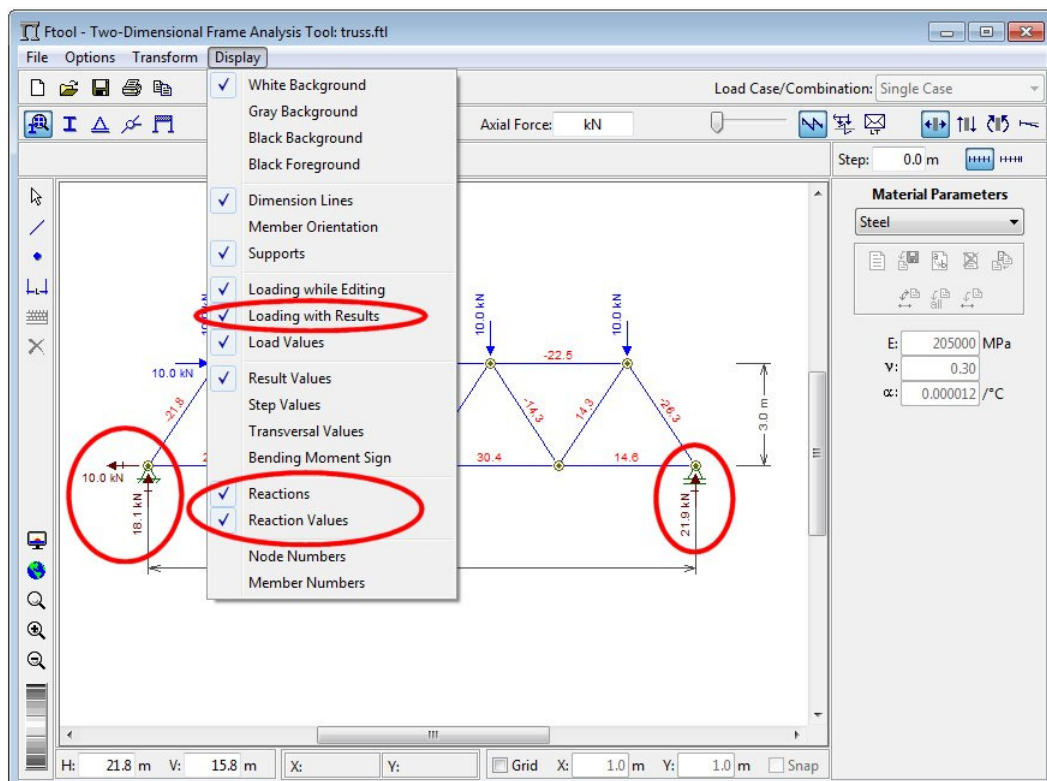 Ftool - Two-Dimensional Frame Analysis Tool: truss.ftl
File Options Transform Display
Load Case/Combination: Single Case
Axial Force: kN
Step: 0.0 m
White Background
Gray Background
Black Background
Black Foreground
Dimension Lines
Member Orientation
Supports
Loading while Editing
Loading with Results
Load Values
Result Values
Step Values
Transversal Values
Bending Moment Sign
Reactions
Reaction Values
Node Numbers
Member Numbers
10.0 kN
10.0 kN
10.0 kN
-22.5
-21.8
-14.3
14.3
-26.3
3.0 m
30.4
14.6
10.0 kN
18.1 kN
21.9 kN
Material Parameters
Steel
all
E: 205000 MPa
ν: 0.30
α: 0.000012 /°C
H: 21.8 m V: 15.8 m X: Y: Grid X: 1.0 m Y: 1.0 m Snap